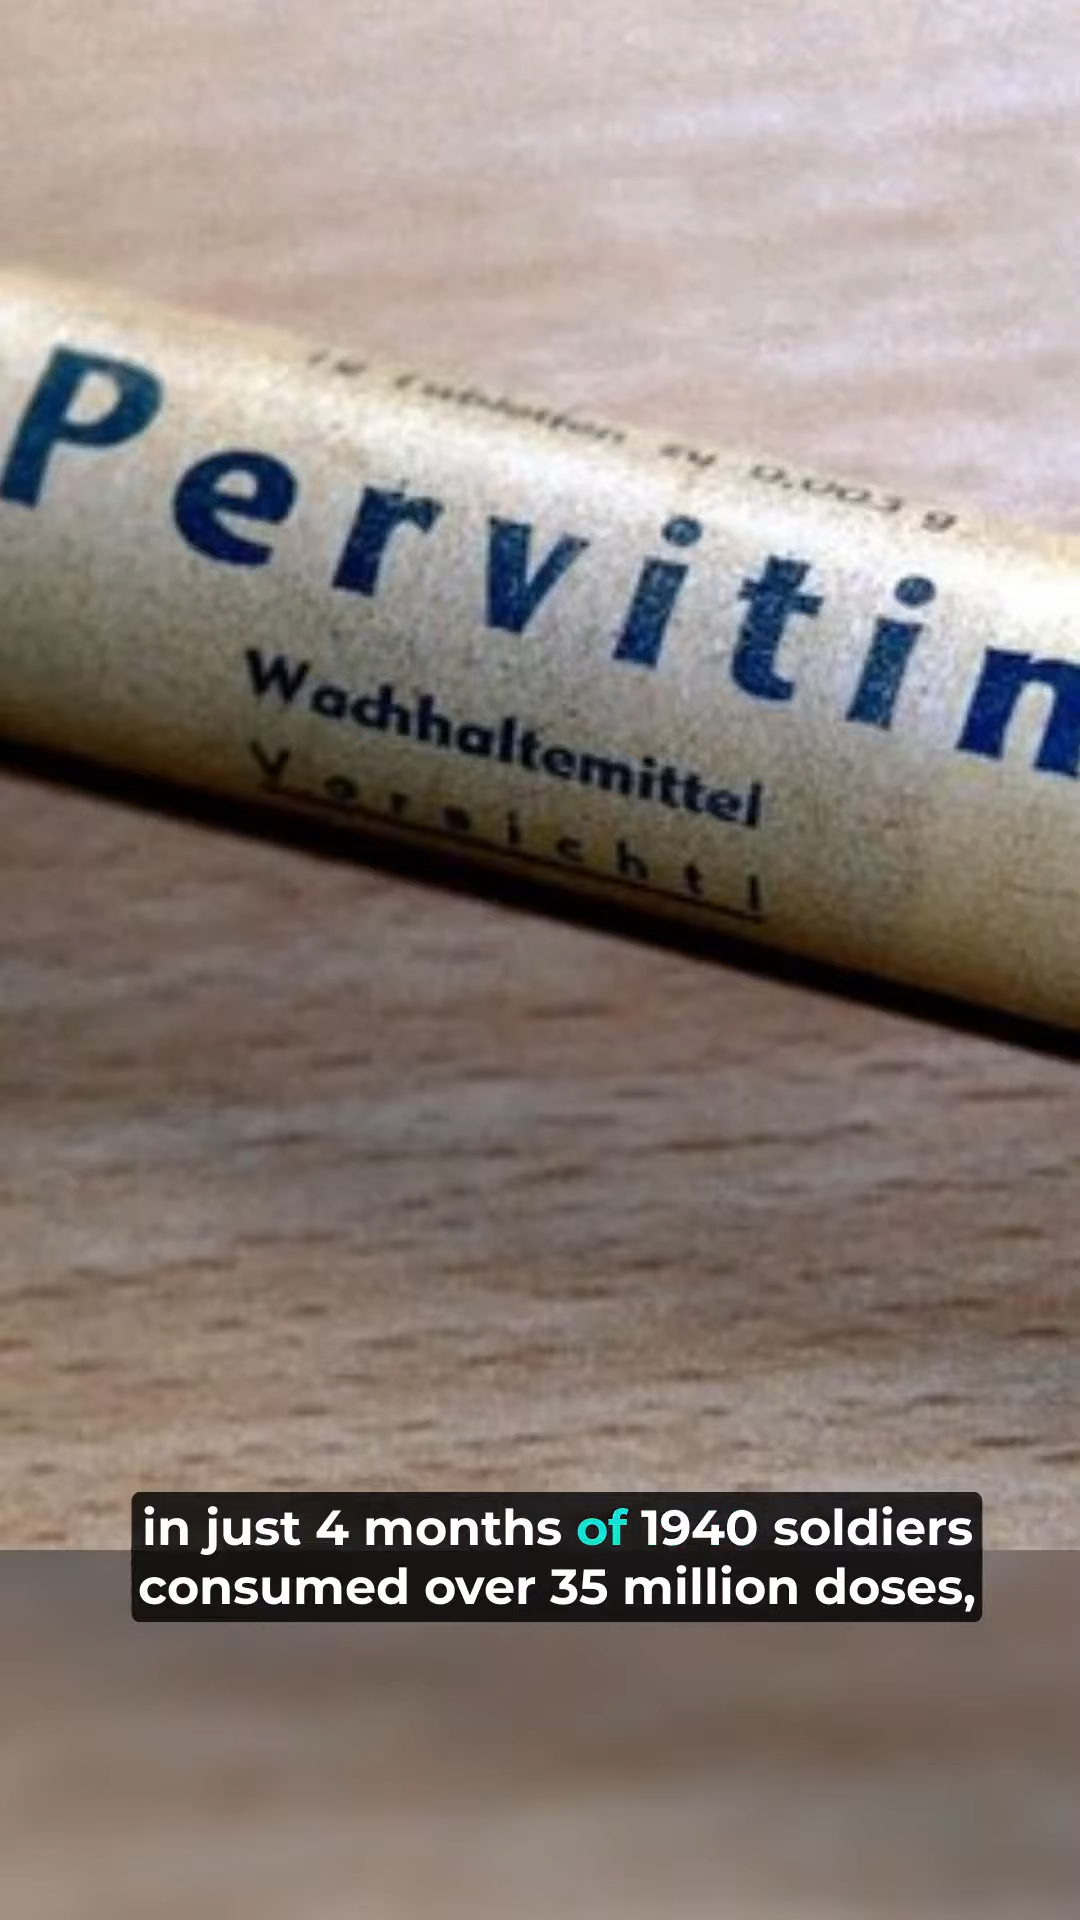 Tabletten zu 0,003 g
Pervitin
Wachhaltemittel
Vorsicht!
in just 4 months of 1940 soldiers
consumed over 35 million doses,